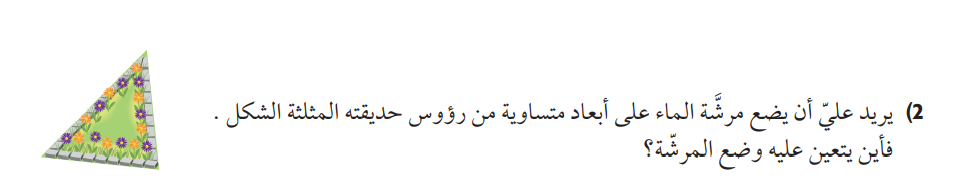 2) يريد عليّ أن يضع مرشَّة الماء على أبعاد متساوية من رؤوس حديقته المثلثة الشكل .
فأين يتعين عليه وضع المرشّة؟